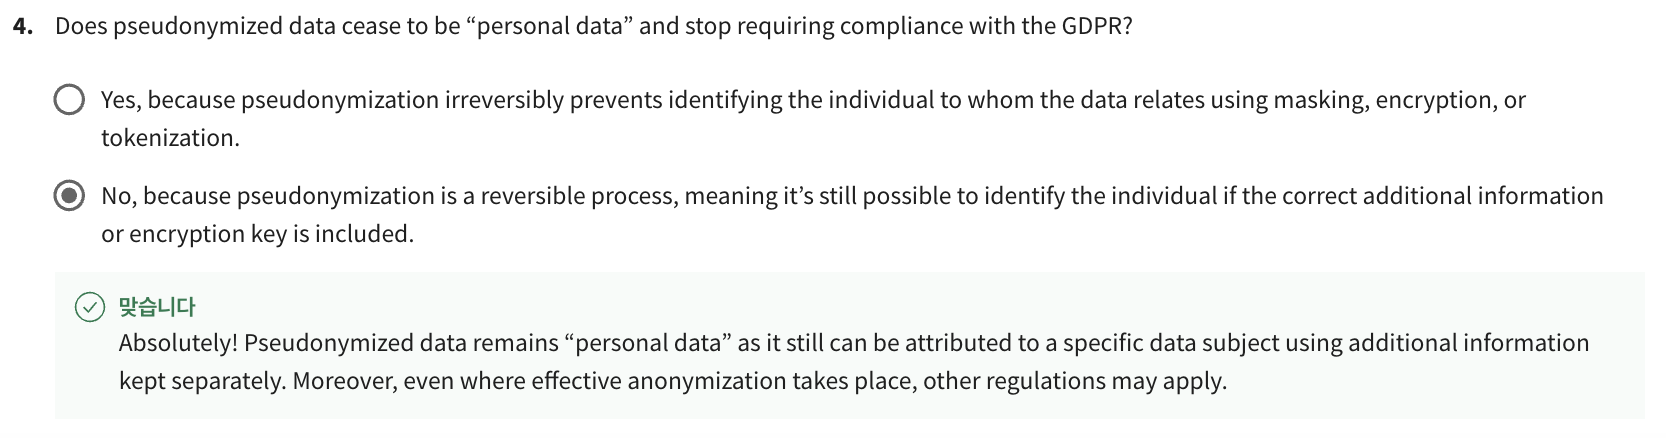 4. Does pseudonymized data cease to be “personal data” and stop requiring compliance with the GDPR?
Yes, because pseudonymization irreversibly prevents identifying the individual to whom the data relates using masking, encryption, or
tokenization.
No, because pseudonymization is a reversible process, meaning it’s still possible to identify the individual if the correct additional information
or encryption key is included.
맞습니다
Absolutely! Pseudonymized data remains “personal data” as it still can be attributed to a specific data subject using additional information
kept separately. Moreover, even where effective anonymization takes place, other regulations may apply.